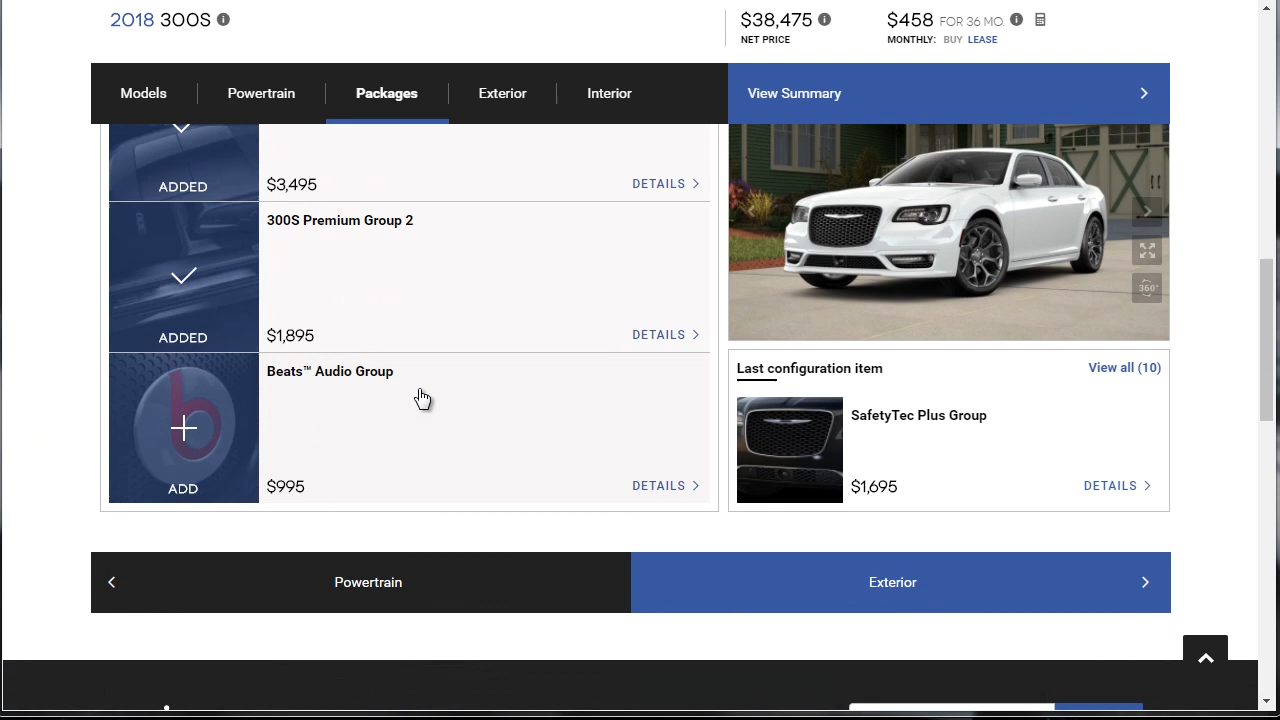 2018 300S
$38,475
NET PRICE
$458 FOR 36 MO.
MONTHLY: BUY LEASE
Models
Powertrain
Packages
Exterior
Interior
View Summary
ADDED
$3,495
DETAILS
300S Premium Group 2
ADDED
$1,895
DETAILS
Beats™ Audio Group
ADD
$995
DETAILS
360°
Last configuration item
View all (10)
SafetyTec Plus Group
$1,695
DETAILS
Powertrain
Exterior